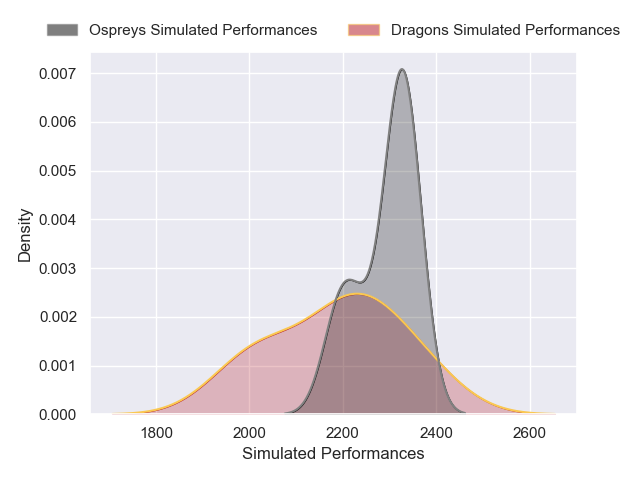 Ospreys Simulated Performances
Dragons Simulated Performances
0.007
0.006
0.005
0.004
0.003
0.002
0.001
0.000
Density
1800 2000 2200 2400 2600
Simulated Performances